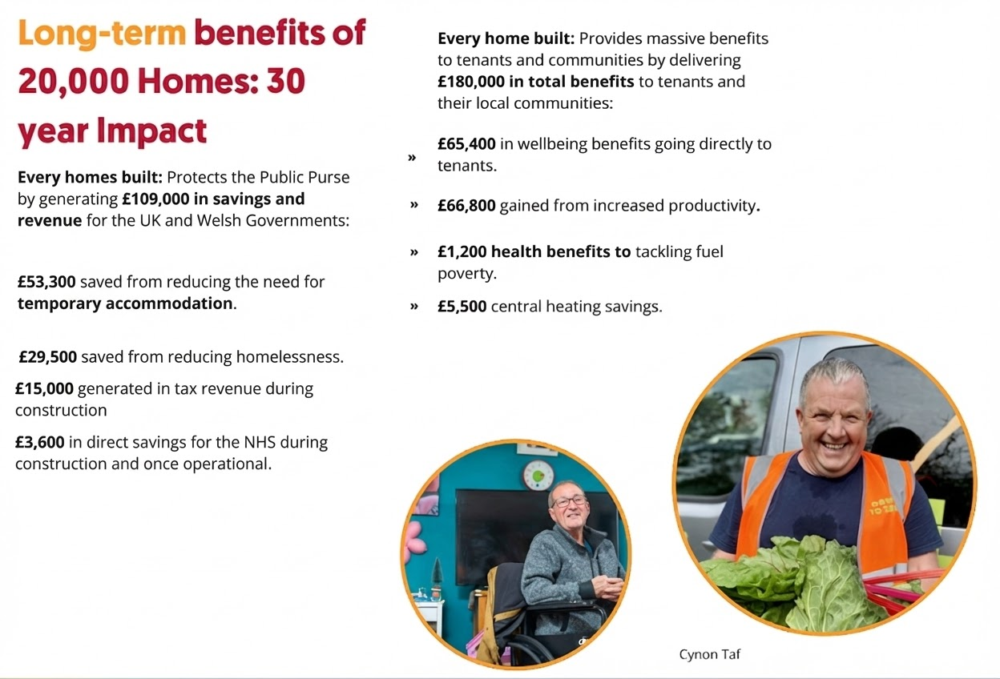 Long-term benefits of
20,000 Homes: 30
year Impact
Every homes built: Protects the Public Purse
by generating £109,000 in savings and
revenue for the UK and Welsh Governments:
£53,300 saved from reducing the need for
temporary accommodation.
£29,500 saved from reducing homelessness.
£15,000 generated in tax revenue during
construction
£3,600 in direct savings for the NHS during
construction and once operational.
Every home built: Provides massive benefits
to tenants and communities by delivering
£180,000 in total benefits to tenants and
their local communities:
» £65,400 in wellbeing benefits going directly to
tenants.
» £66,800 gained from increased productivity.
» £1,200 health benefits to tackling fuel
poverty.
» £5,500 central heating savings.
Cynon Taf